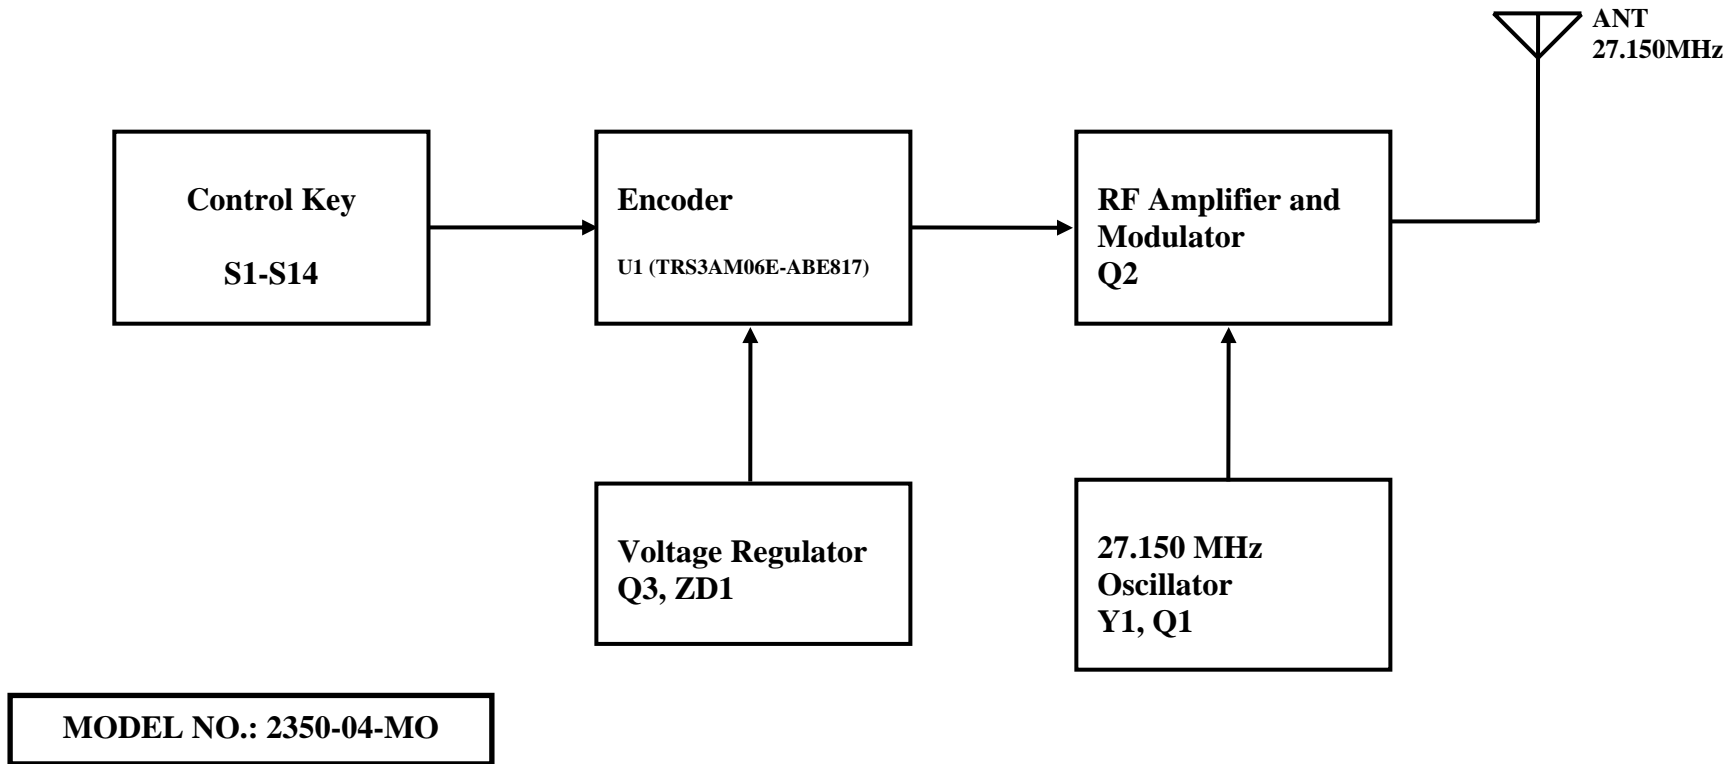 ANT
27.150MHz
Control Key
S1-S14
Encoder
U1 (TRS3AM06E-ABE817)
RF Amplifier and
Modulator
Q2
Voltage Regulator
Q3, ZD1
27.150 MHz
Oscillator
Y1, Q1
MODEL NO.: 2350-04-MO